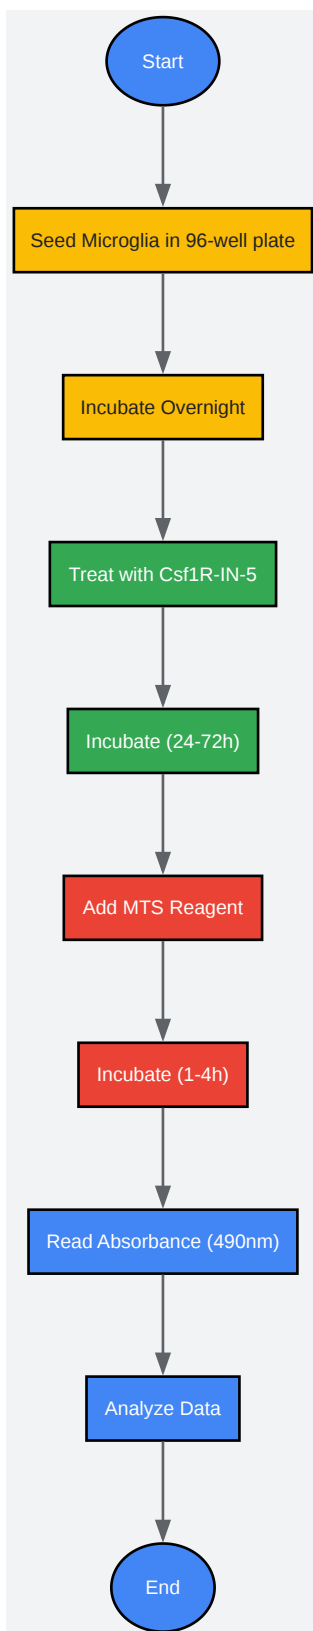 Start
Seed Microglia in 96-well plate
Incubate Overnight
Treat with Csf1R-IN-5
Incubate (24-72h)
Add MTS Reagent
Incubate (1-4h)
Read Absorbance (490nm)
Analyze Data
End